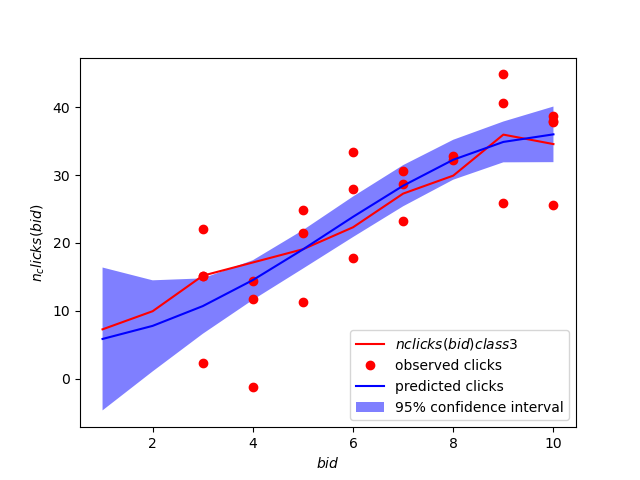 40
30
20
10
0
n_clicks(bid)
2
4
6
8
10
bid
nclicks(bid)class3
observed clicks
predicted clicks
95% confidence interval